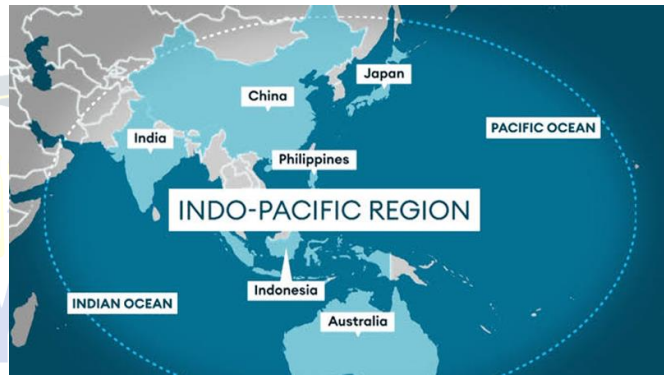 Japan
China
PACIFIC OCEAN
India
Philippines
INDO-PACIFIC REGION
Indonesia
INDIAN OCEAN
Australia